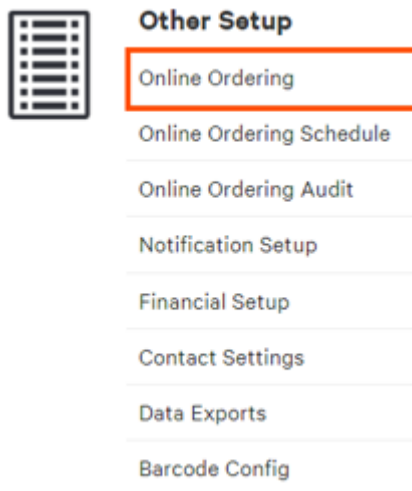 Other Setup
Online Ordering
Online Ordering Schedule
Online Ordering Audit
Notification Setup
Financial Setup
Contact Settings
Data Exports
Barcode Config